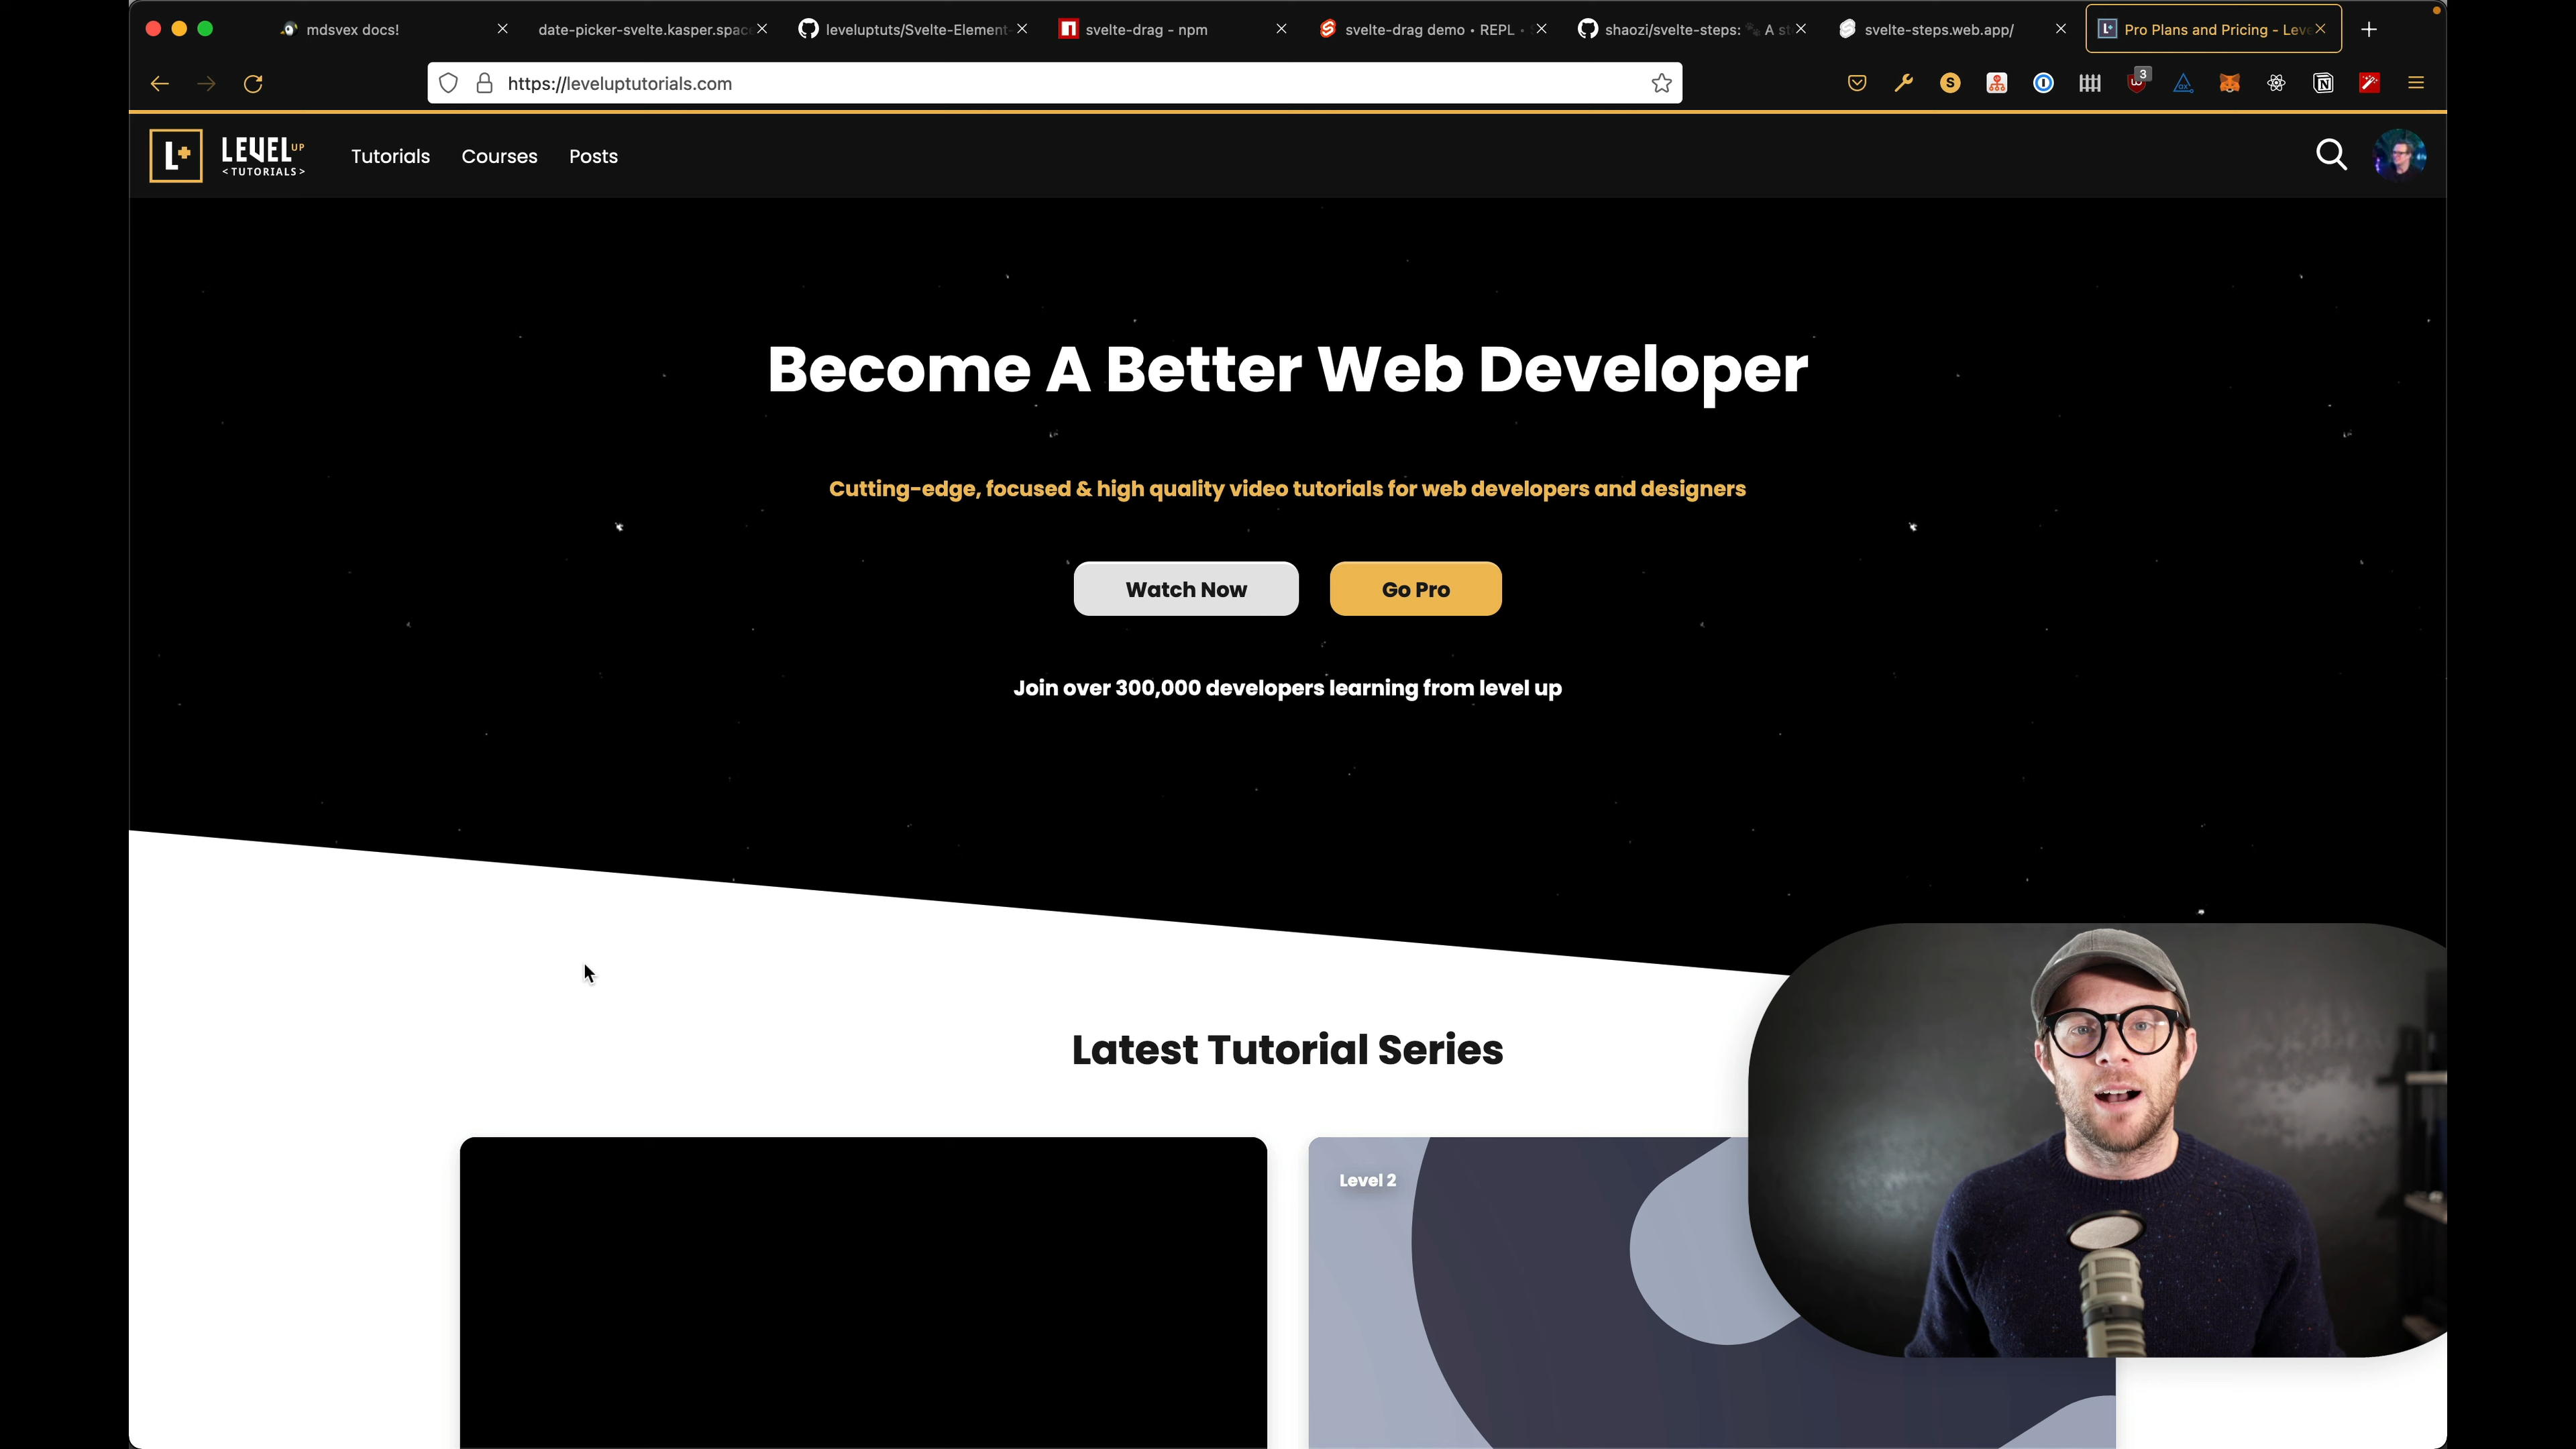 mdsvex docs!
date-picker-svelte.kasper.spac
leveluptuts/Svelte-Element
svelte-drag - npm
svelte-drag demo • REPL •
shaozi/svelte-steps: 🐾 A st
svelte-steps.web.app/
Pro Plans and Pricing - Leve
https://leveluptutorials.com
S
3
L+
LEVEL UP
<TUTORIALS>
Tutorials
Courses
Posts
Become A Better Web Developer
Cutting-edge, focused & high quality video tutorials for web developers and designers
Watch Now
Go Pro
Join over 300,000 developers learning from level up
Latest Tutorial Series
Level 2